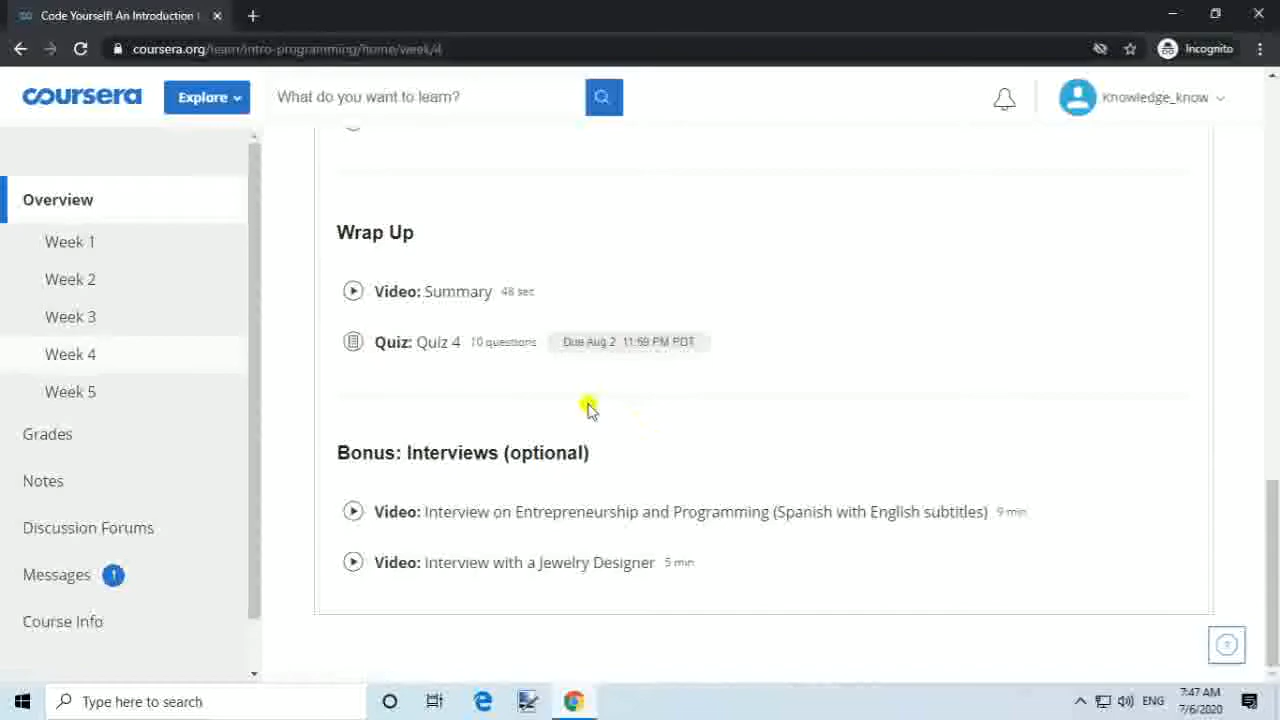 Code Yourself! An Introduction t
coursera.org/learn/intro-programming/home/week/4
Incognito
coursera
Explore
What do you want to learn?
Knowledge_know
Overview
Week 1
Week 2
Week 3
Week 4
Week 5
Grades
Notes
Discussion Forums
Messages 1
Course Info
Wrap Up
Video: Summary 48 sec
Quiz: Quiz 4 10 questions Due Aug 2 11:59 PM PDT
Bonus: Interviews (optional)
Video: Interview on Entrepreneurship and Programming (Spanish with English subtitles) 9 min
Video: Interview with a Jewelry Designer 5 min
Type here to search
ENG
7:47 AM
7/6/2020